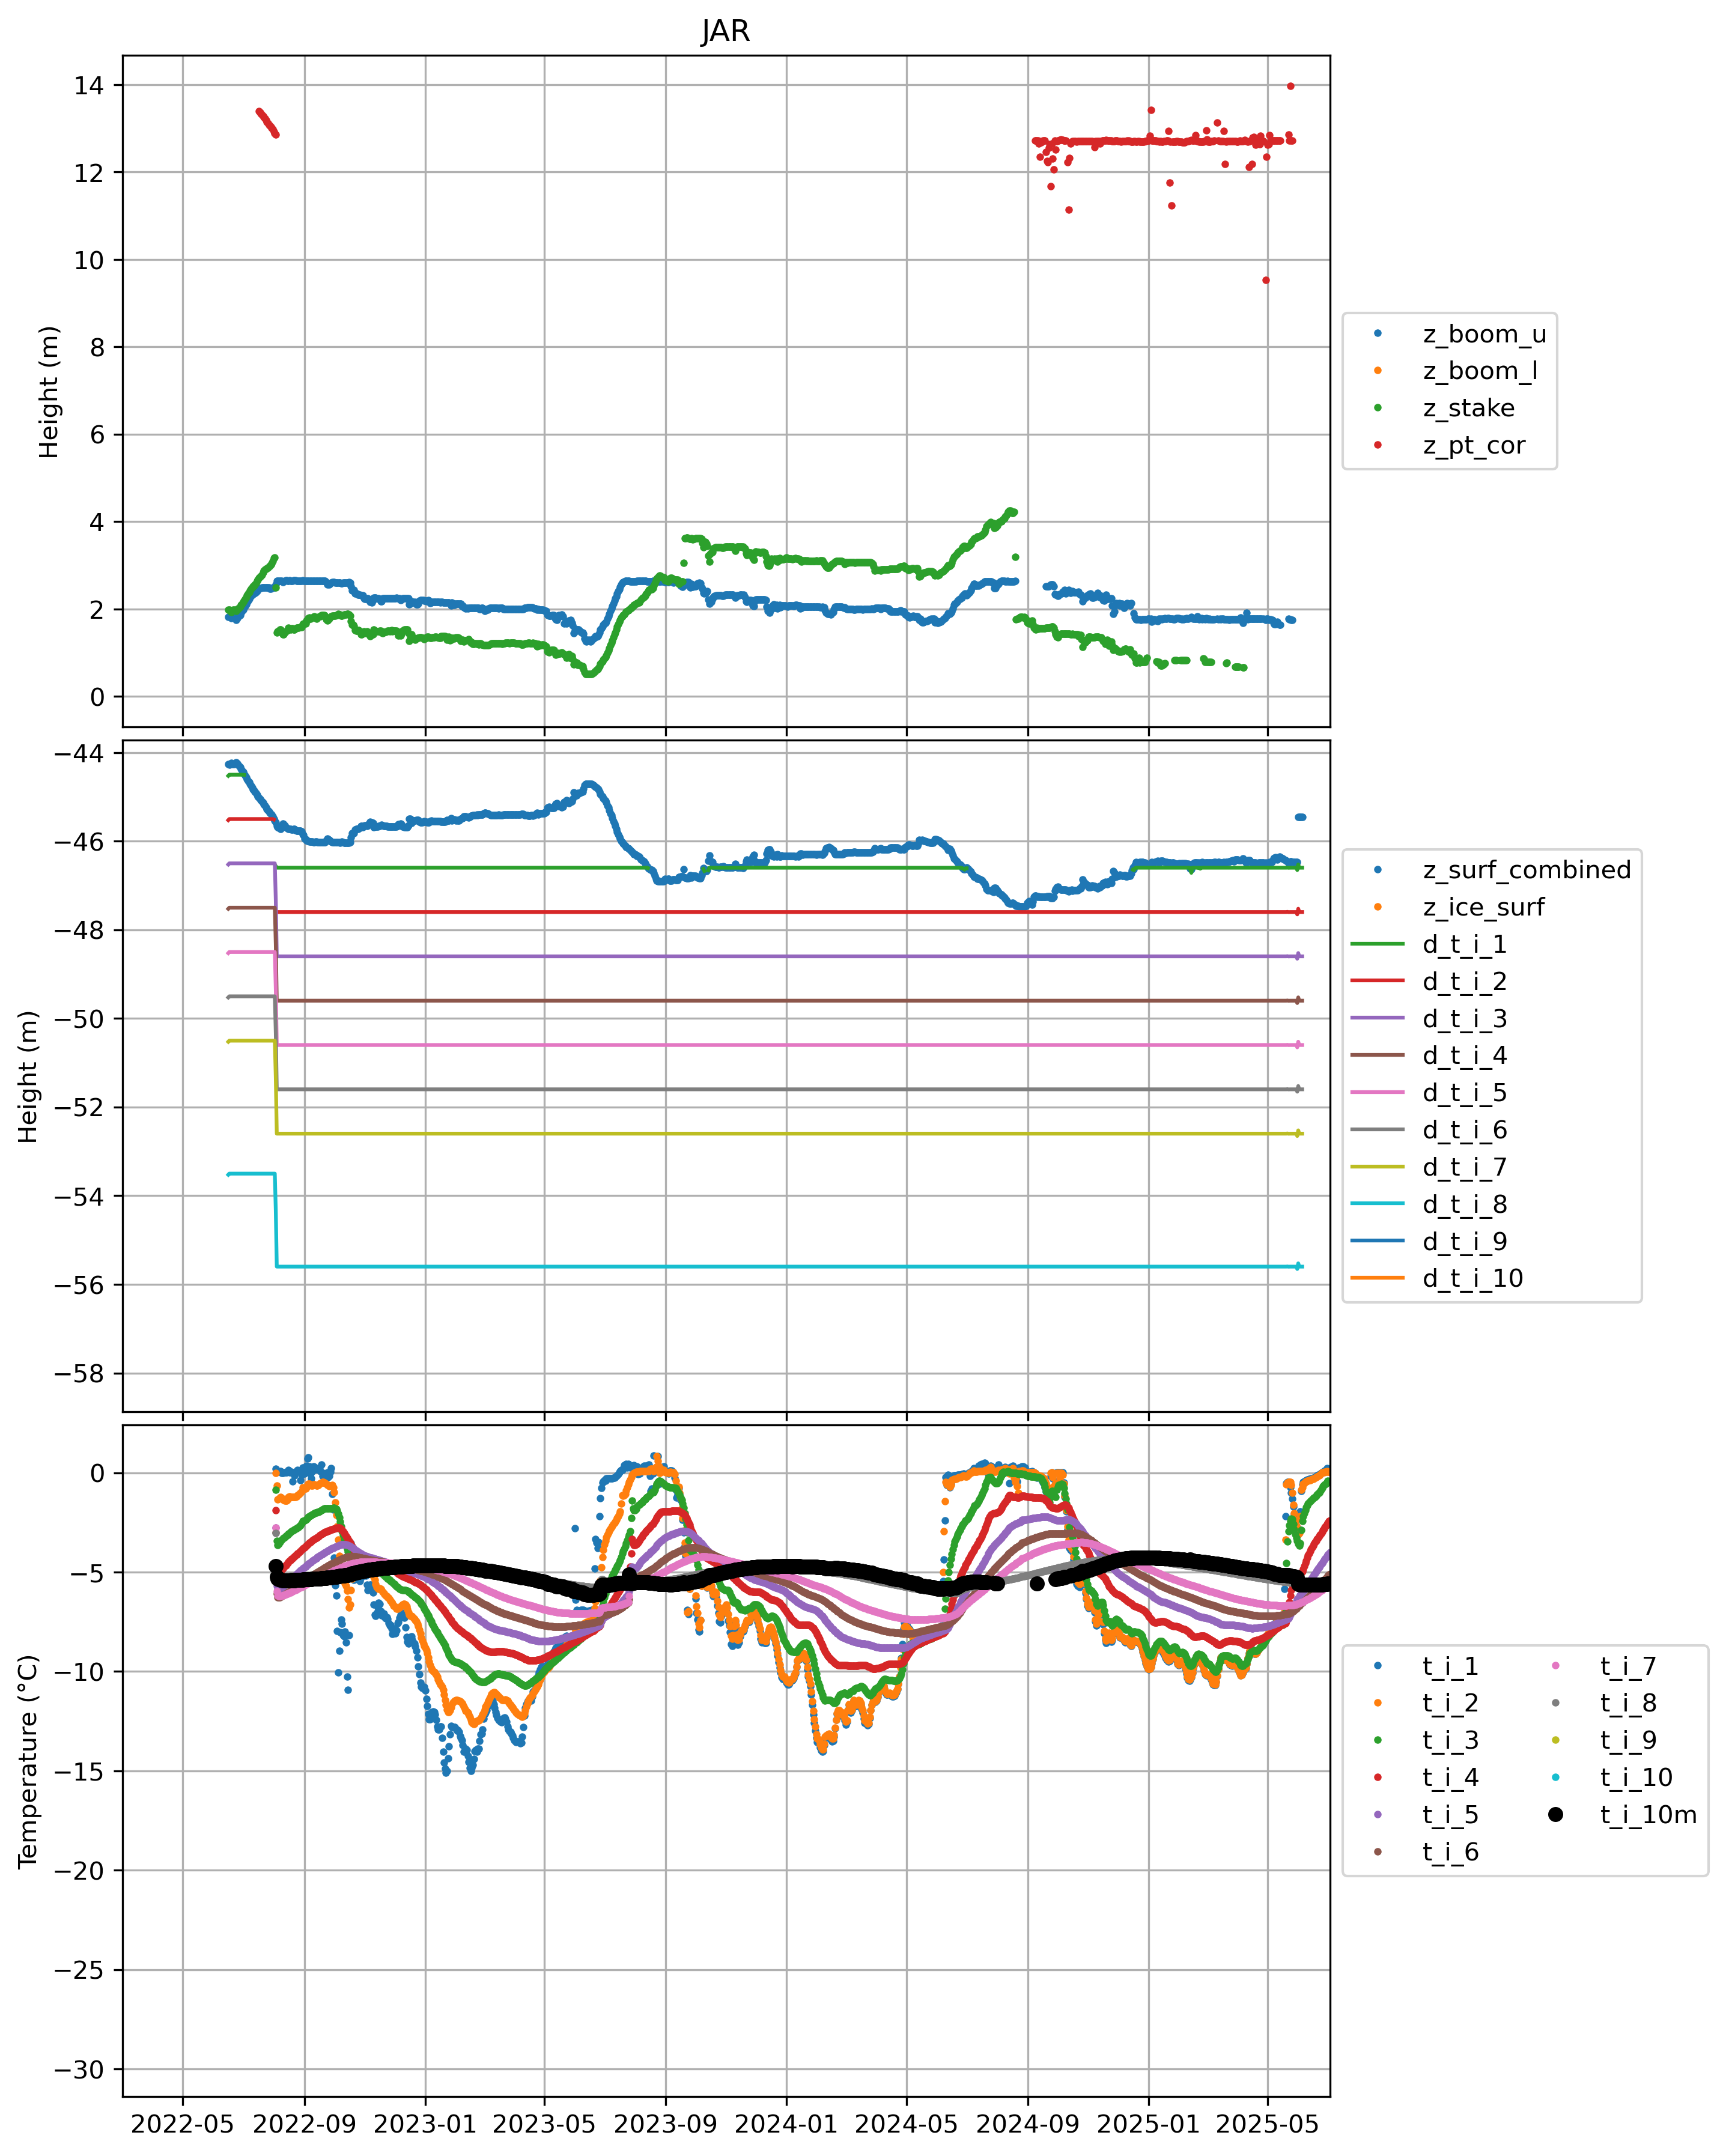 JAR
14
12
10
8
6
4
2
0
Height (m)
z_boom_u
z_boom_l
z_stake
z_pt_cor
−44
−46
−48
−50
−52
−54
−56
−58
Height (m)
z_surf_combined
z_ice_surf
d_t_i_1
d_t_i_2
d_t_i_3
d_t_i_4
d_t_i_5
d_t_i_6
d_t_i_7
d_t_i_8
d_t_i_9
d_t_i_10
0
−5
−10
−15
−20
−25
−30
Temperature (°C)
t_i_1
t_i_2
t_i_3
t_i_4
t_i_5
t_i_6
t_i_7
t_i_8
t_i_9
t_i_10
t_i_10m
2022-05 2022-09 2023-01 2023-05 2023-09 2024-01 2024-05 2024-09 2025-01 2025-05